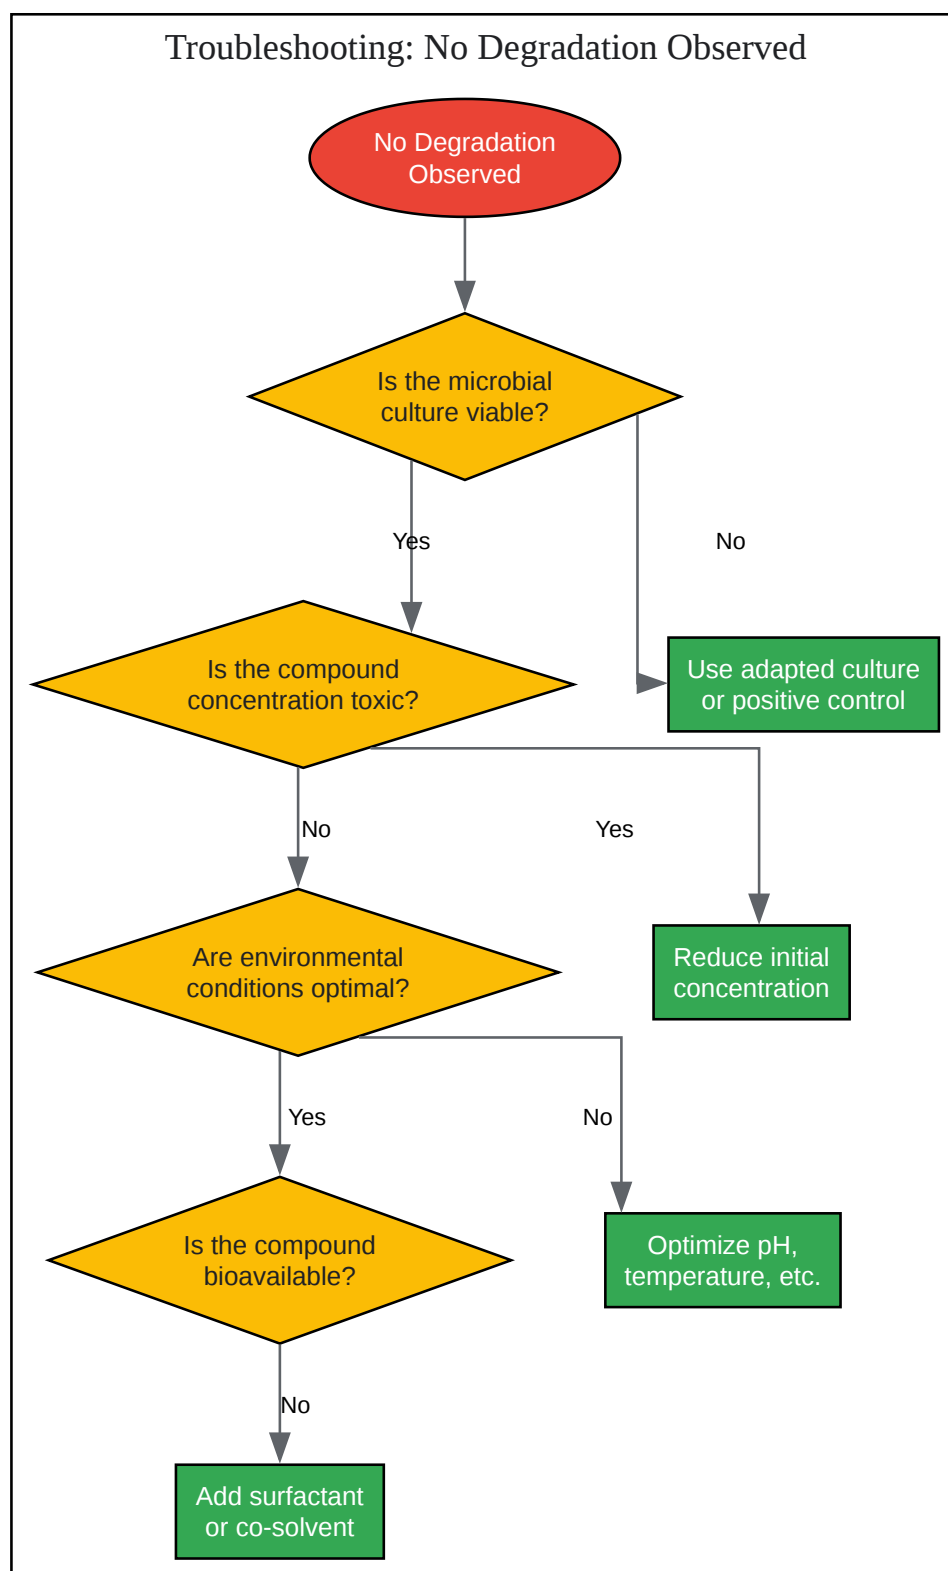 Troubleshooting: No Degradation Observed
No Degradation
Observed
Is the microbial
culture viable?
Yes
No
Is the compound
concentration toxic?
Use adapted culture
or positive control
No
Yes
Are environmental
conditions optimal?
Reduce initial
concentration
Yes
No
Is the compound
bioavailable?
Optimize pH,
temperature, etc.
No
Add surfactant
or co-solvent